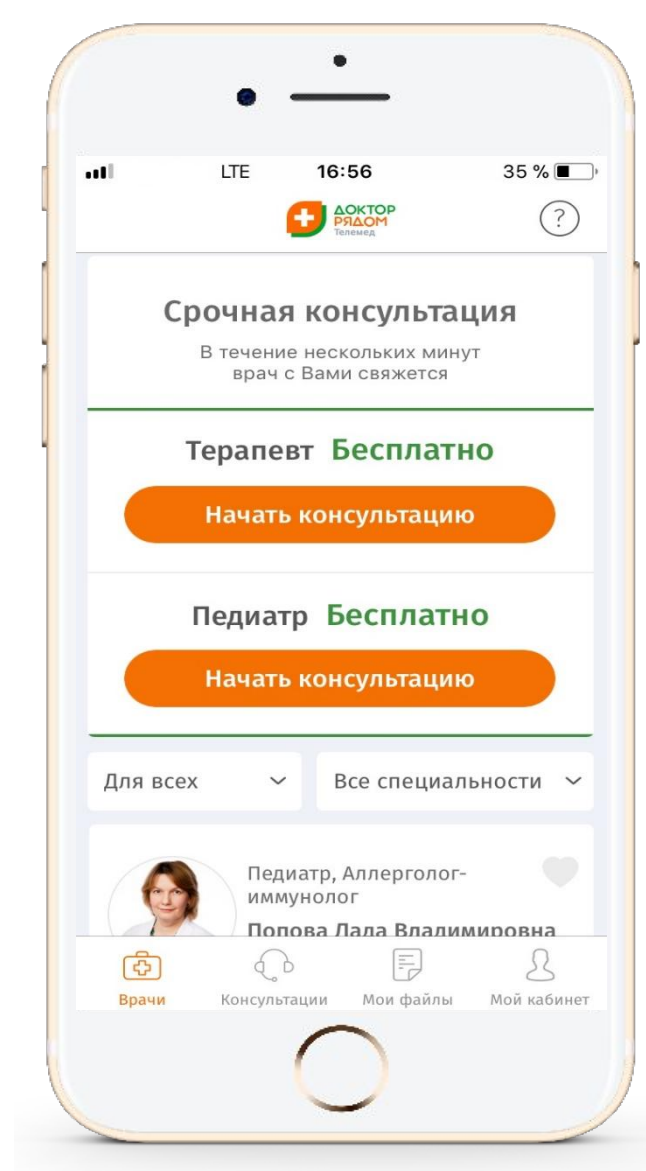 LTE 16:56 35 %
ДОКТОР
РЯДОМ
Телемед
?
Срочная консультация
В течение нескольких минут
врач с Вами свяжется
Терапевт Бесплатно
Начать консультацию
Педиатр Бесплатно
Начать консультацию
Для всех Все специальности
Педиатр, Аллерголог-
иммунолог
Попова Лада Владимировна
Врачи Консультации Мои файлы Мой кабинет